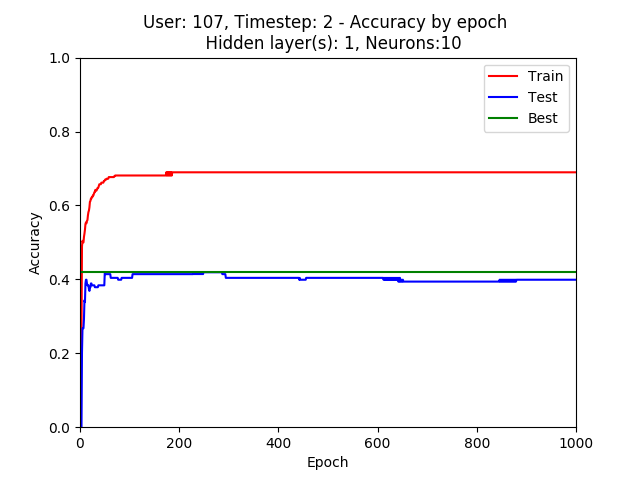 User: 107, Timestep: 2 - Accuracy by epoch
Hidden layer(s): 1, Neurons:10
1.0
0.8
0.6
0.4
0.2
0.0
Accuracy
Train
Test
Best
0 200 400 600 800 1000
Epoch